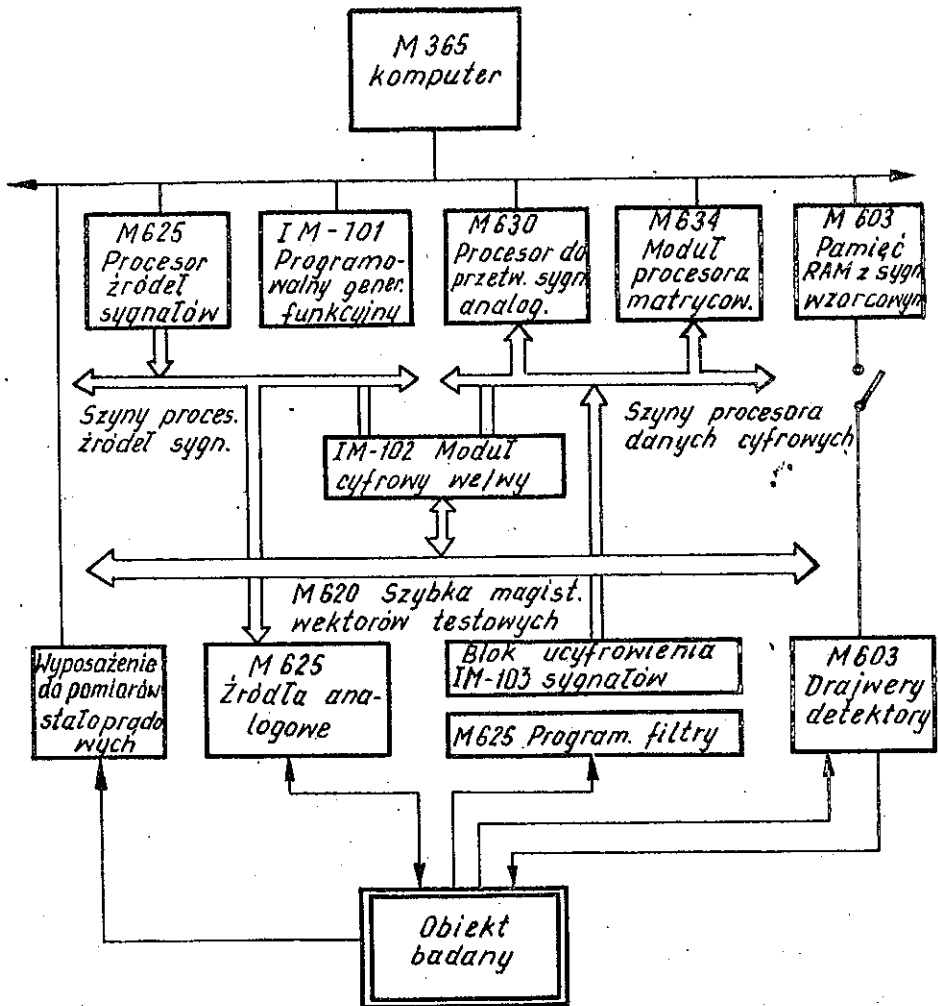 M 365
komputer
M625
Procesor
źródeł
sygnałów
IM-101
Programo-
walny gener.
funkcyjny
M630
Procesor do
przetw. sygn.
analog.
M634
Moduł
procesora
matrycow.
M 603
Pamięć
RAM z sygn.
wzorcowym
Szyny proces.
źródeł sygn.
Szyny procesora
danych cyfrowych
IM-102 Moduł
cyfrowy we/wy
M620 Szybka magist.
wektorów testowych
Wyposażenie
do pomiarów
stałoprądo
wych
M 625
Źródła ana-
logowe
Blok ucyfrowienia
IM-103 sygnałów
M625 Program. filtry
M603
Drajwery
detektory
Obiekt
badany